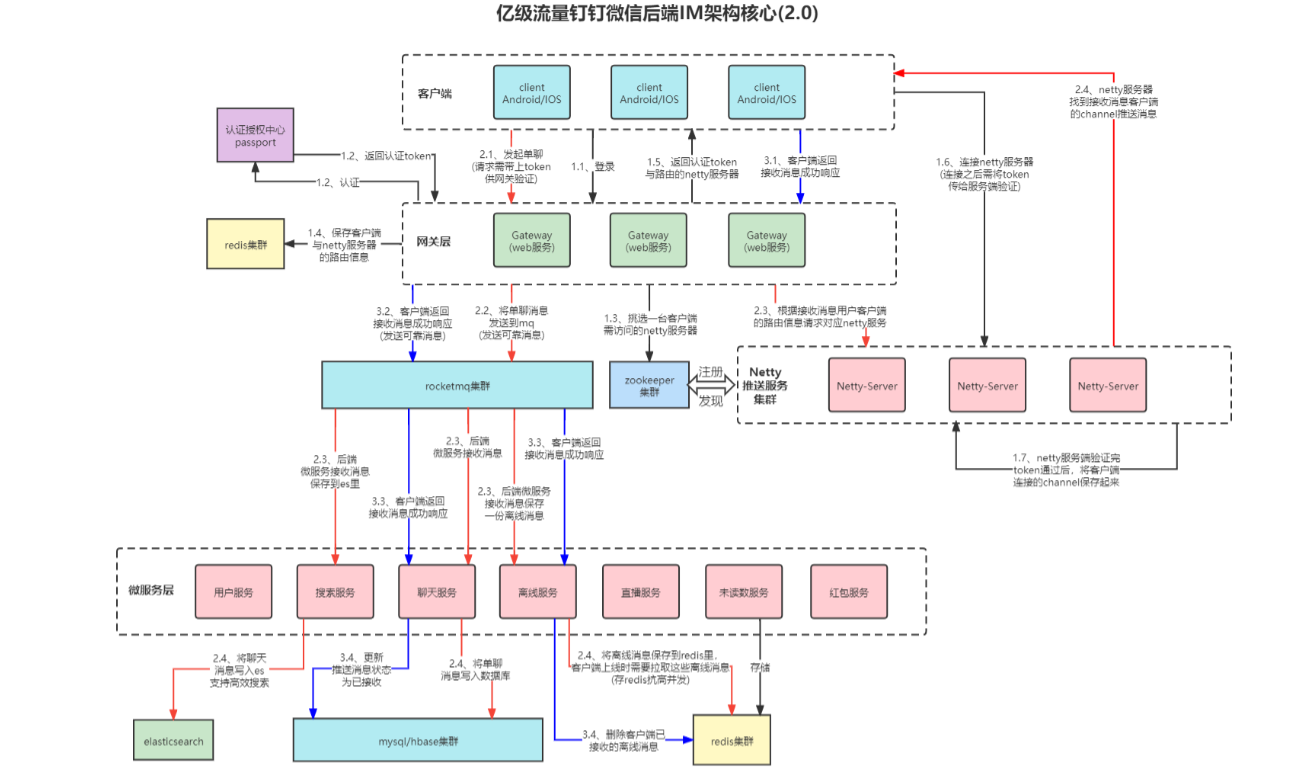 亿级流量钉钉微信后端IM架构核心(2.0)
客户端
client
Android/IOS
client
Android/IOS
client
Android/IOS
2.4、netty服务器
找到接收消息客户端
的channel推送消息
认证授权中心
passport
1.2、返回认证token
1.2、认证
2.1、发起单聊
(请求需带上token
供网关验证)
1.1、登录
1.5、返回认证token
与路由的netty服务器
3.1、客户端返回
接收消息成功响应
1.6、连接netty服务器
(连接之后需将token
传给服务端验证)
redis集群
1.4、保存客户端
与netty服务器
的路由信息
网关层
Gateway
(web服务)
Gateway
(web服务)
Gateway
(web服务)
3.2、客户端返回
接收消息成功响应
(发送可靠消息)
2.2、将单聊消息
发送到mq
(发送可靠消息)
1.3、挑选一台客户端
需访问的netty服务器
2.3、根据接收消息用户客户端
的路由信息请求对应netty服务
rocketmq集群
zookeeper
集群
注册
发现
Netty
推送服务
集群
Netty-Server
Netty-Server
Netty-Server
2.3、后端
微服务接收消息
保存到es里
3.3、客户端返回
接收消息成功响应
2.3、后端
微服务接收消息
2.3、后端微服务
接收消息保存
一份离线消息
3.3、客户端返回
接收消息成功响应
1.7、netty服务端验证完
token通过后，将客户端
连接的channel保存起来
微服务层
用户服务
搜索服务
聊天服务
离线服务
直播服务
未读数服务
红包服务
2.4、将聊天
消息写入es
支持高效搜索
3.4、更新
推送消息状态
为已接收
2.4、将单聊
消息写入数据库
2.4、将离线消息保存到redis里，
客户端上线时需要拉取这些离线消息
(存redis抗高并发)
存储
3.4、删除客户端已
接收的离线消息
elasticsearch
mysql/hbase集群
redis集群